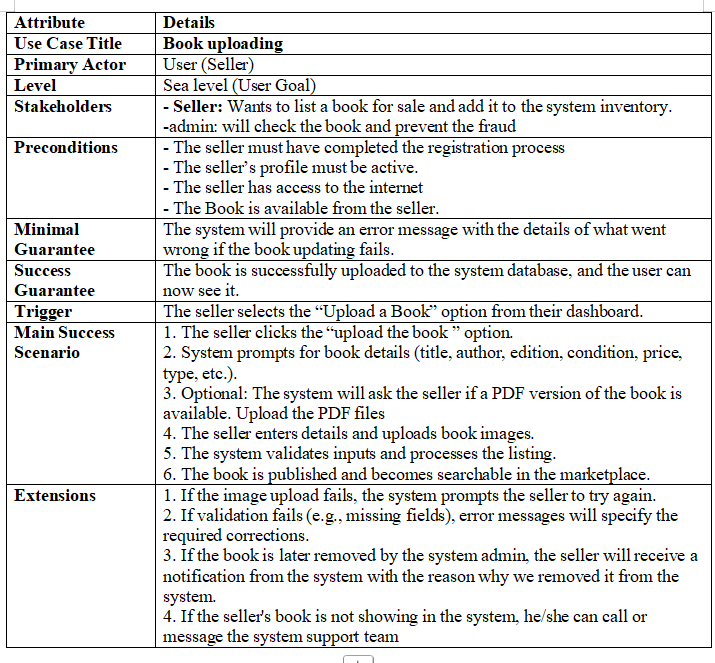 Attribute Details
Use Case Title Book uploading
Primary Actor User (Seller)
Level Sea level (User Goal)
Stakeholders - Seller: Wants to list a book for sale and add it to the system inventory.
-admin: will check the book and prevent the fraud
Preconditions - The seller must have completed the registration process
- The seller’s profile must be active.
- The seller has access to the internet
- The Book is available from the seller.
Minimal The system will provide an error message with the details of what went
Guarantee wrong if the book updating fails.
Success The book is successfully uploaded to the system database, and the user can
Guarantee now see it.
Trigger The seller selects the “Upload a Book” option from their dashboard.
Main Success 1. The seller clicks the “upload the book ” option.
Scenario 2. System prompts for book details (title, author, edition, condition, price,
type, etc.).
3. Optional: The system will ask the seller if a PDF version of the book is
available. Upload the PDF files
4. The seller enters details and uploads book images.
5. The system validates inputs and processes the listing.
6. The book is published and becomes searchable in the marketplace.
Extensions 1. If the image upload fails, the system prompts the seller to try again.
2. If validation fails (e.g., missing fields), error messages will specify the
required corrections.
3. If the book is later removed by the system admin, the seller will receive a
notification from the system with the reason why we removed it from the
system.
4. If the seller's book is not showing in the system, he/she can call or
message the system support team